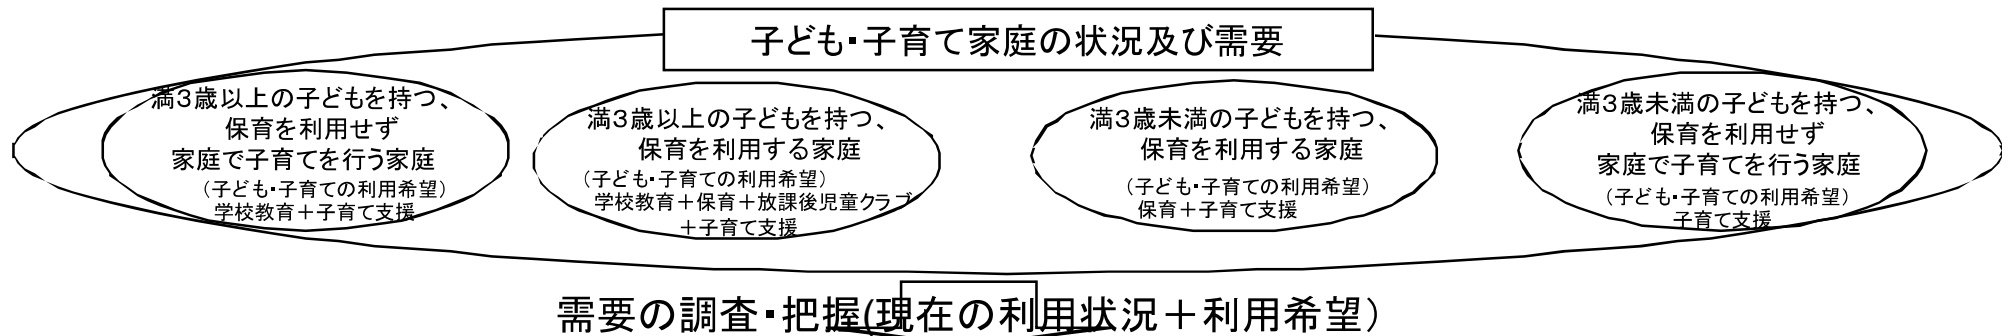 子ども・子育て家庭の状況及び需要
満３歳以上の子どもを持つ、
保育を利用せず
家庭で子育てを行う家庭
（子ども・子育ての利用希望）
学校教育＋子育て支援
満３歳以上の子どもを持つ、
保育を利用する家庭
（子ども・子育ての利用希望）
学校教育＋保育＋放課後児童クラブ
＋子育て支援
満３歳未満の子どもを持つ、
保育を利用する家庭
（子ども・子育ての利用希望）
保育＋子育て支援
満３歳未満の子どもを持つ、
保育を利用せず
家庭で子育てを行う家庭
（子ども・子育ての利用希望）
子育て支援
需要の調査・把握(現在の利用状況＋利用希望）